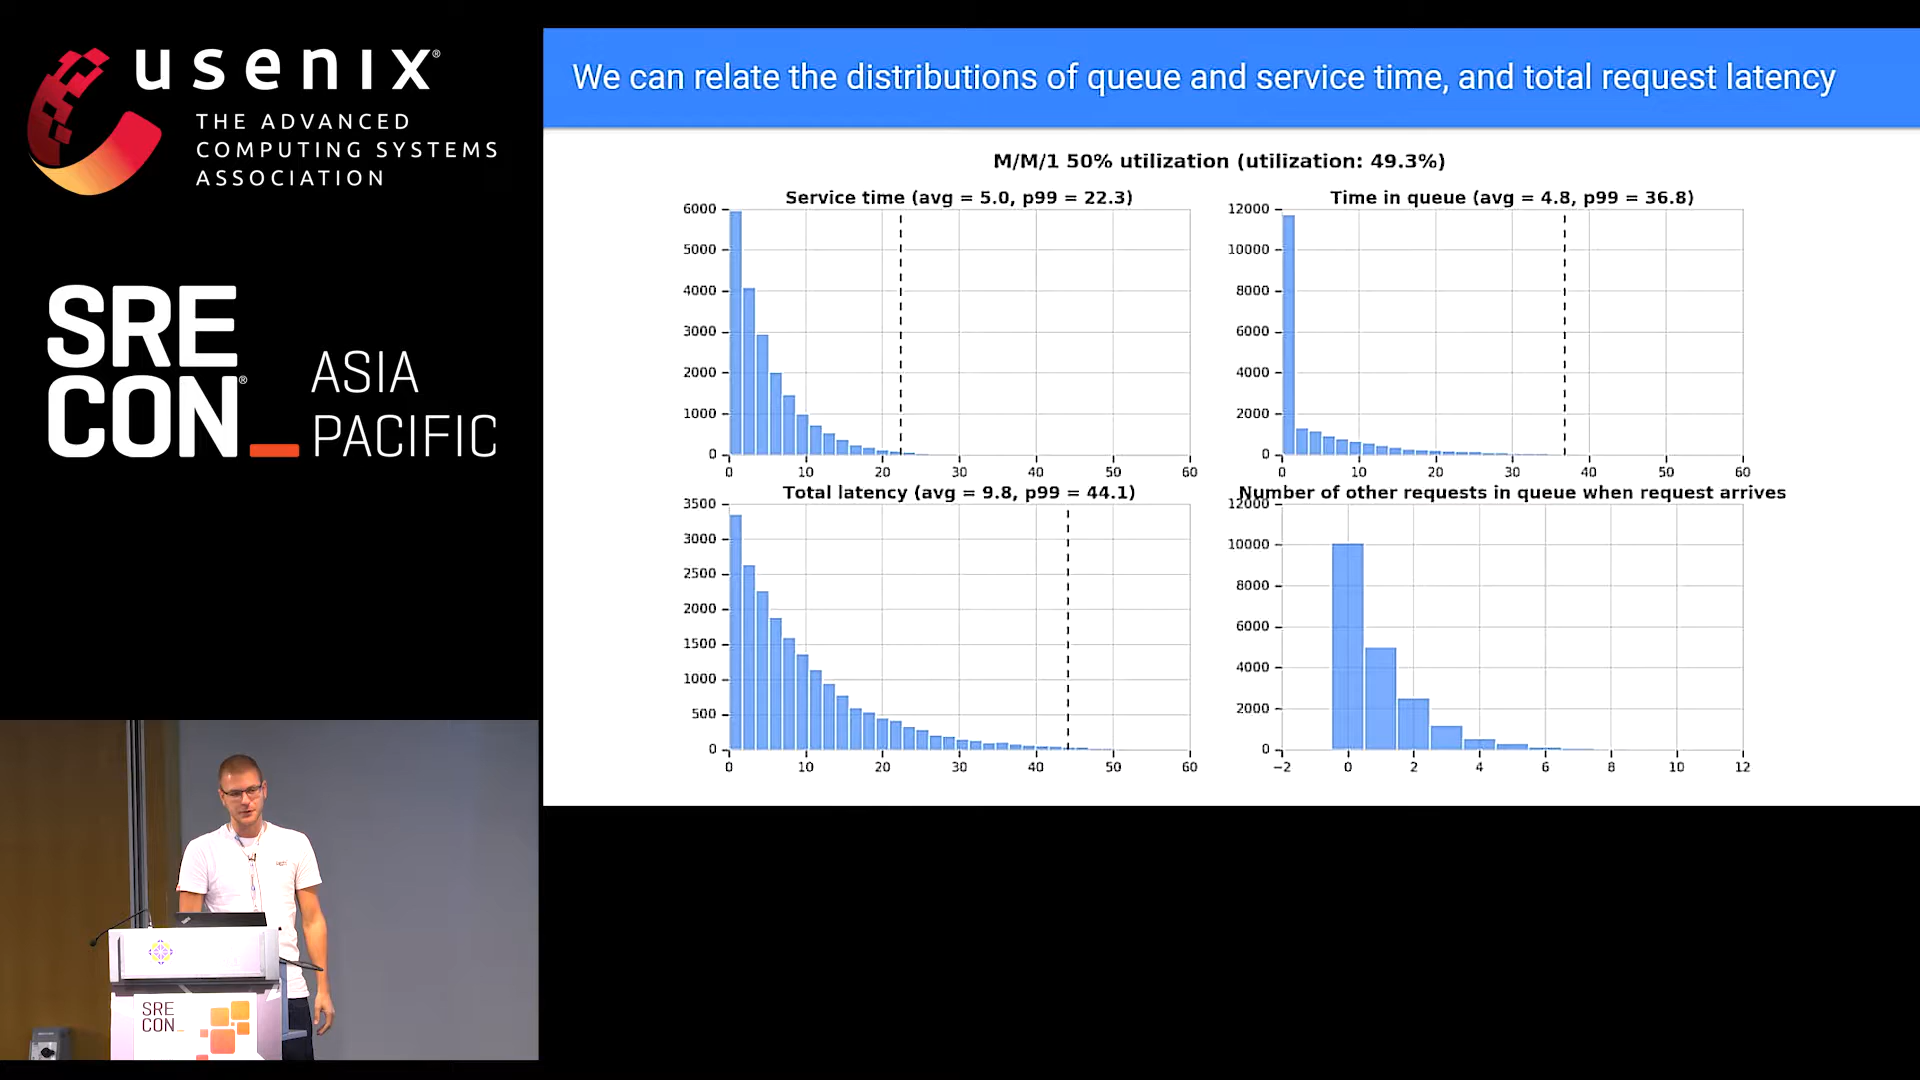 usenix®
THE ADVANCED
COMPUTING SYSTEMS
ASSOCIATION
SRE
CON®_
ASIA
PACIFIC
We can relate the distributions of queue and service time, and total request latency
M/M/1 50% utilization (utilization: 49.3%)
Service time (avg = 5.0, p99 = 22.3)
6000
5000
4000
3000
2000
1000
0
0 10 20 30 40 50 60
Time in queue (avg = 4.8, p99 = 36.8)
12000
10000
8000
6000
4000
2000
0
0 10 20 30 40 50 60
Total latency (avg = 9.8, p99 = 44.1)
3500
3000
2500
2000
1500
1000
500
0
0 10 20 30 40 50 60
Number of other requests in queue when request arrives
12000
10000
8000
6000
4000
2000
0
−2 0 2 4 6 8 10 12
SRE
CON_